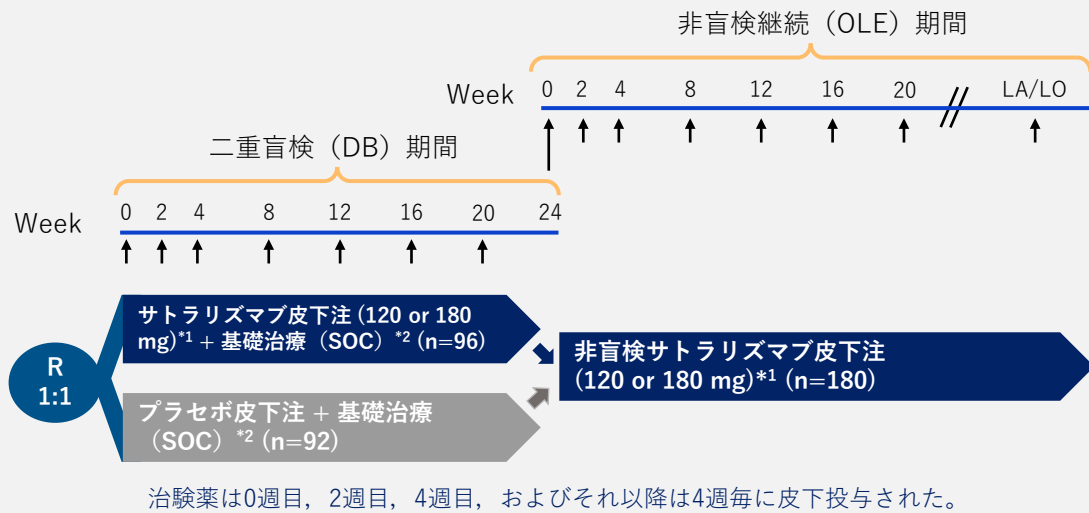 非盲検継続（OLE）期間
Week 0 2 4 8 12 16 20 LA/LO
二重盲検（DB）期間
Week 0 2 4 8 12 16 20 24
R
1:1
サトラリズマブ皮下注 (120 or 180
mg)*1 + 基礎治療（SOC）*2 (n=96)
プラセボ皮下注 + 基礎治療
（SOC）*2 (n=92)
非盲検サトラリズマブ皮下注
(120 or 180 mg)*1 (n=180)
治験薬は0週目，2週目，4週目，およびそれ以降は4週毎に皮下投与された。